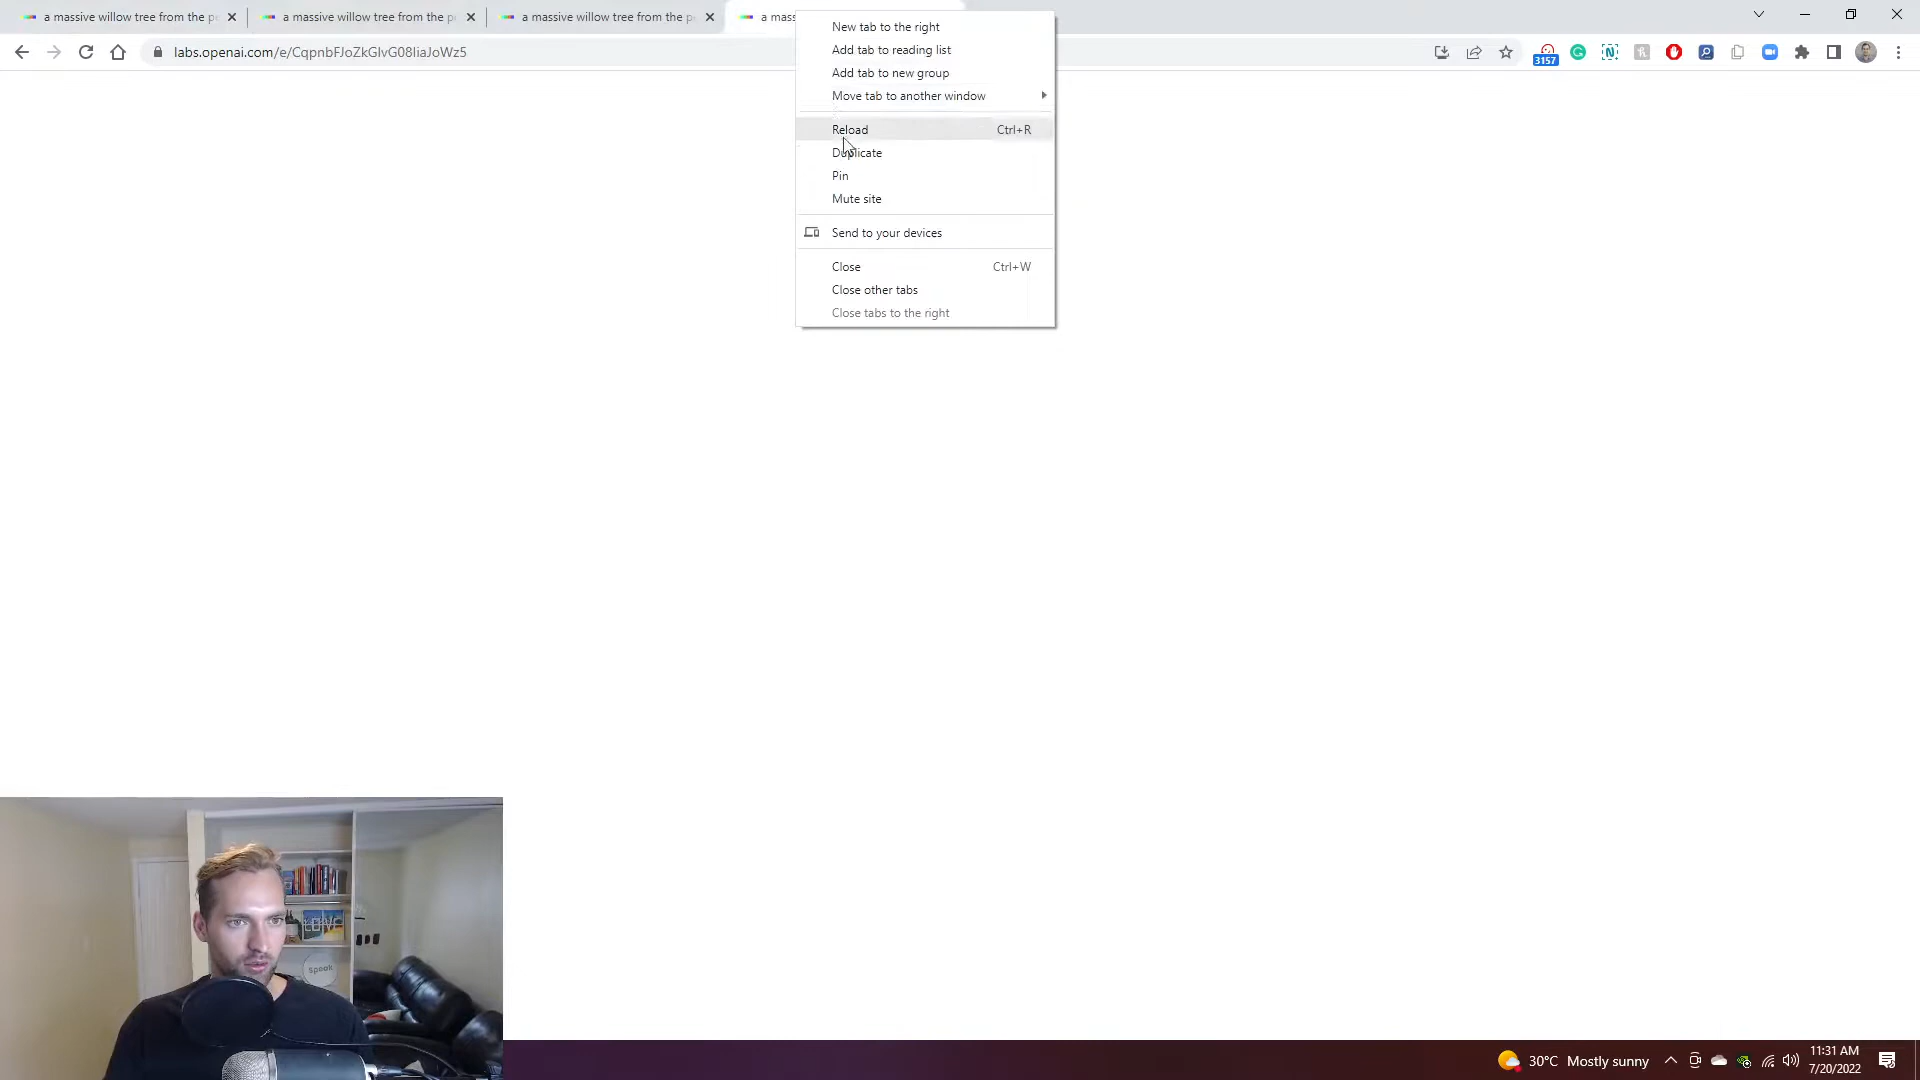 a massive willow tree from the p
a massive willow tree from the p
a massive willow tree from the p
a mas
labs.openai.com/e/CqpnbFJoZkGlvG08liaJoWz5
3157
New tab to the right
Add tab to reading list
Add tab to new group
Move tab to another window
Reload Ctrl+R
Duplicate
Pin
Mute site
Send to your devices
Close Ctrl+W
Close other tabs
Close tabs to the right
Speak
30°C Mostly sunny
11:31 AM
7/20/2022